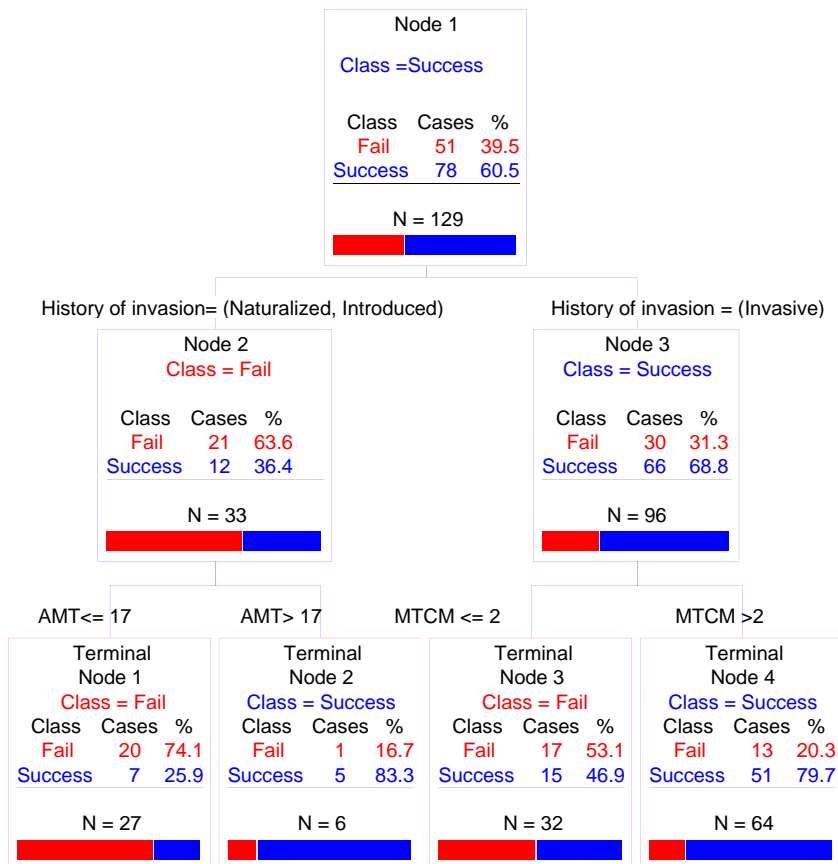 Node 1
Class =Success
Class Cases %
Fail 51 39.5
Success 78 60.5
N = 129
History of invasion= (Naturalized, Introduced)
History of invasion = (Invasive)
Node 2
Class = Fail
Class Cases %
Fail 21 63.6
Success 12 36.4
N = 33
Node 3
Class = Success
Class Cases %
Fail 30 31.3
Success 66 68.8
N = 96
AMT<= 17
AMT> 17
MTCM <= 2
MTCM >2
Terminal
Node 1
Class = Fail
Class Cases %
Fail 20 74.1
Success 7 25.9
N = 27
Terminal
Node 2
Class = Success
Class Cases %
Fail 1 16.7
Success 5 83.3
N = 6
Terminal
Node 3
Class = Fail
Class Cases %
Fail 17 53.1
Success 15 46.9
N = 32
Terminal
Node 4
Class = Success
Class Cases %
Fail 13 20.3
Success 51 79.7
N = 64